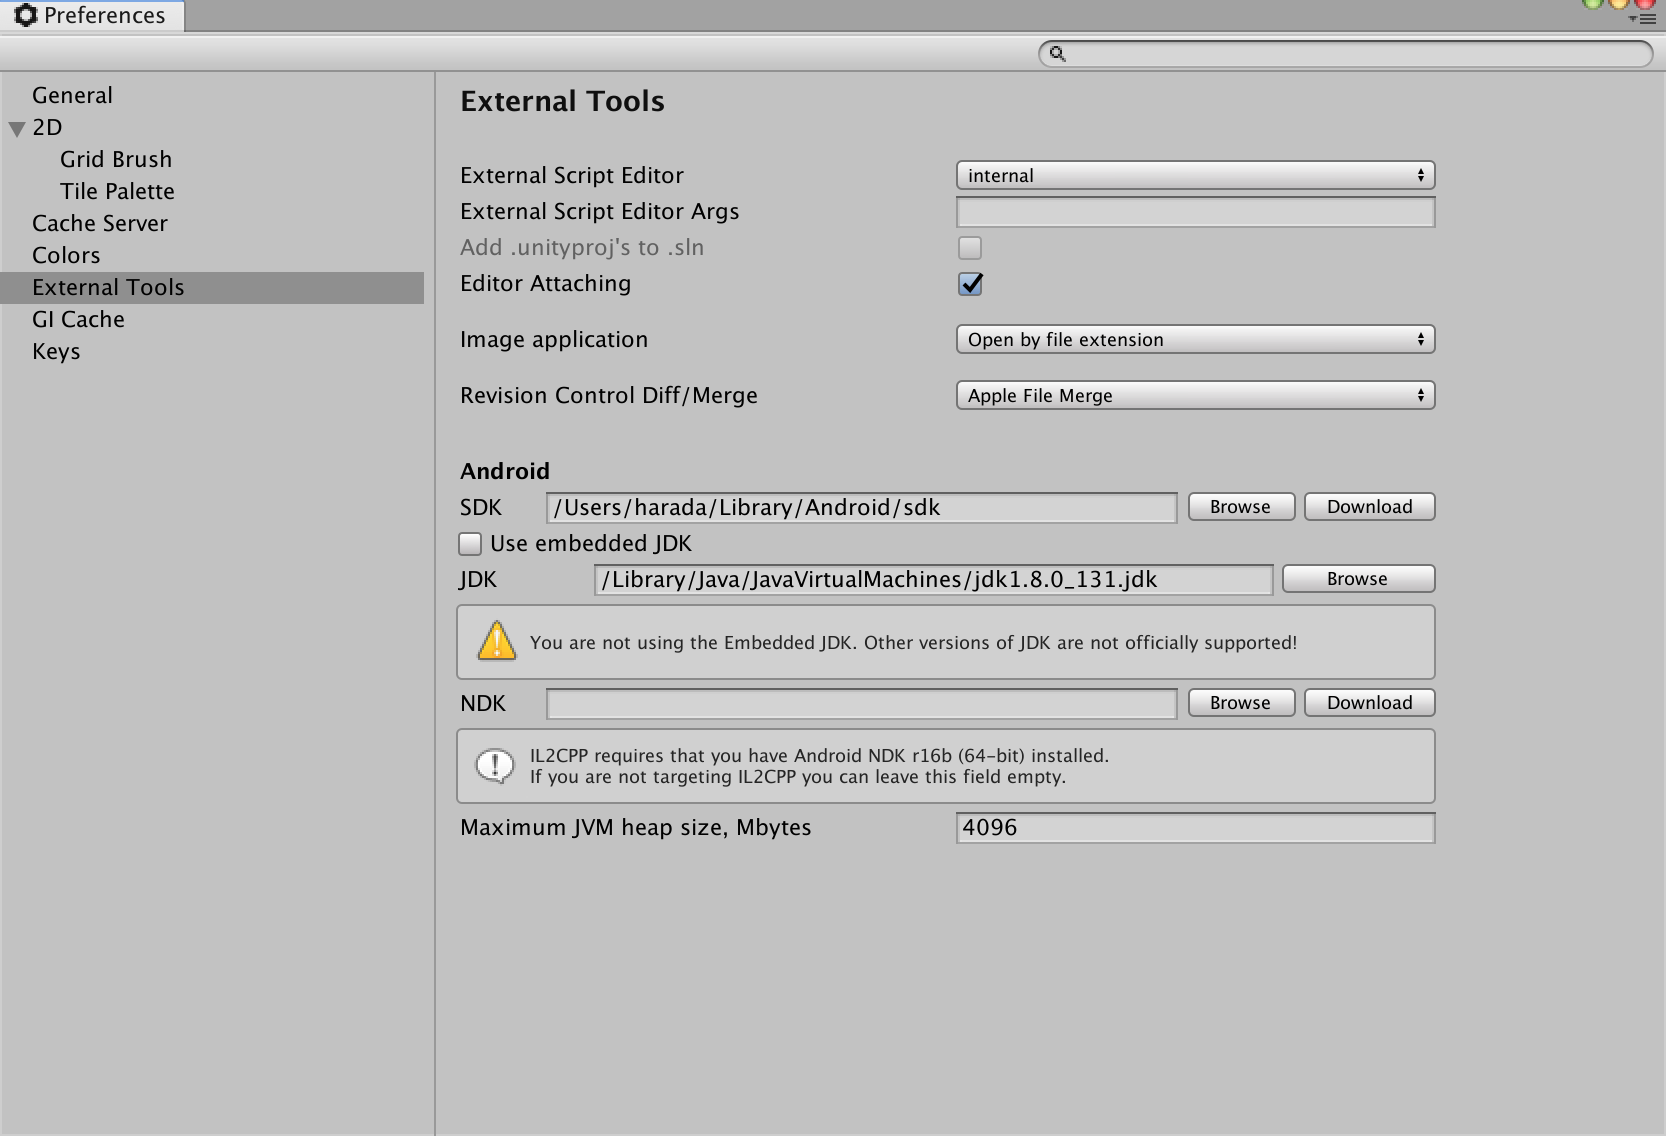 Preferences
General
2D
Grid Brush
Tile Palette
Cache Server
Colors
External Tools
GI Cache
Keys
External Tools
External Script Editor internal
External Script Editor Args
Add .unityproj's to .sln
Editor Attaching
Image application Open by file extension
Revision Control Diff/Merge Apple File Merge
Android
SDK /Users/harada/Library/Android/sdk Browse Download
Use embedded JDK
JDK /Library/Java/JavaVirtualMachines/jdk1.8.0_131.jdk Browse
You are not using the Embedded JDK. Other versions of JDK are not officially supported!
NDK Browse Download
IL2CPP requires that you have Android NDK r16b (64-bit) installed.
If you are not targeting IL2CPP you can leave this field empty.
Maximum JVM heap size, Mbytes 4096